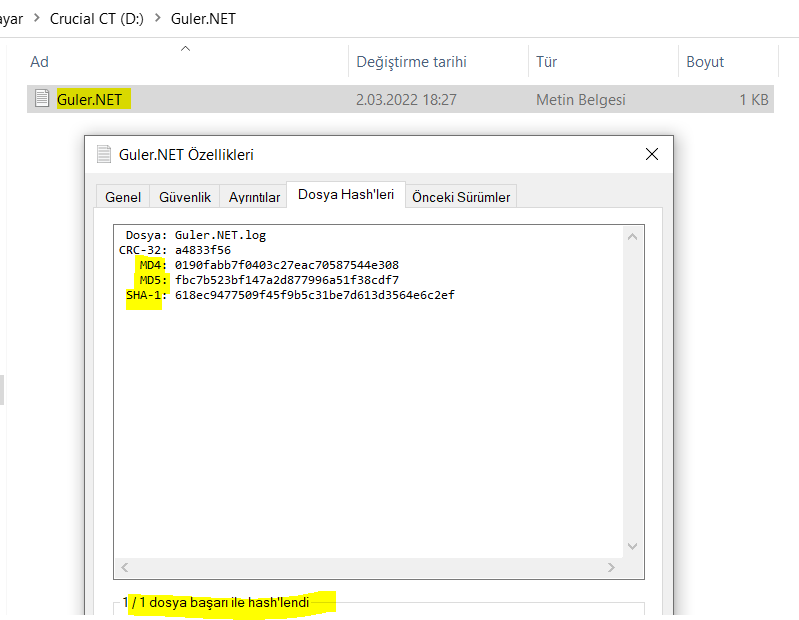 ayar > Crucial CT (D:) > Guler.NET
Ad Değiştirme tarihi Tür Boyut
Guler.NET 2.03.2022 18:27 Metin Belgesi 1 KB
Guler.NET Özellikleri
Genel Güvenlik Ayrıntılar Dosya Hash'leri Önceki Sürümler
Dosya: Guler.NET.log
CRC-32: a4833f56
MD4: 0190fabb7f0403c27eac70587544e308
MD5: fbc7b523bf147a2d877996a51f38cdf7
SHA-1: 618ec9477509f45f9b5c31be7d613d3564e6c2ef
1 / 1 dosya başarı ile hash'lendi